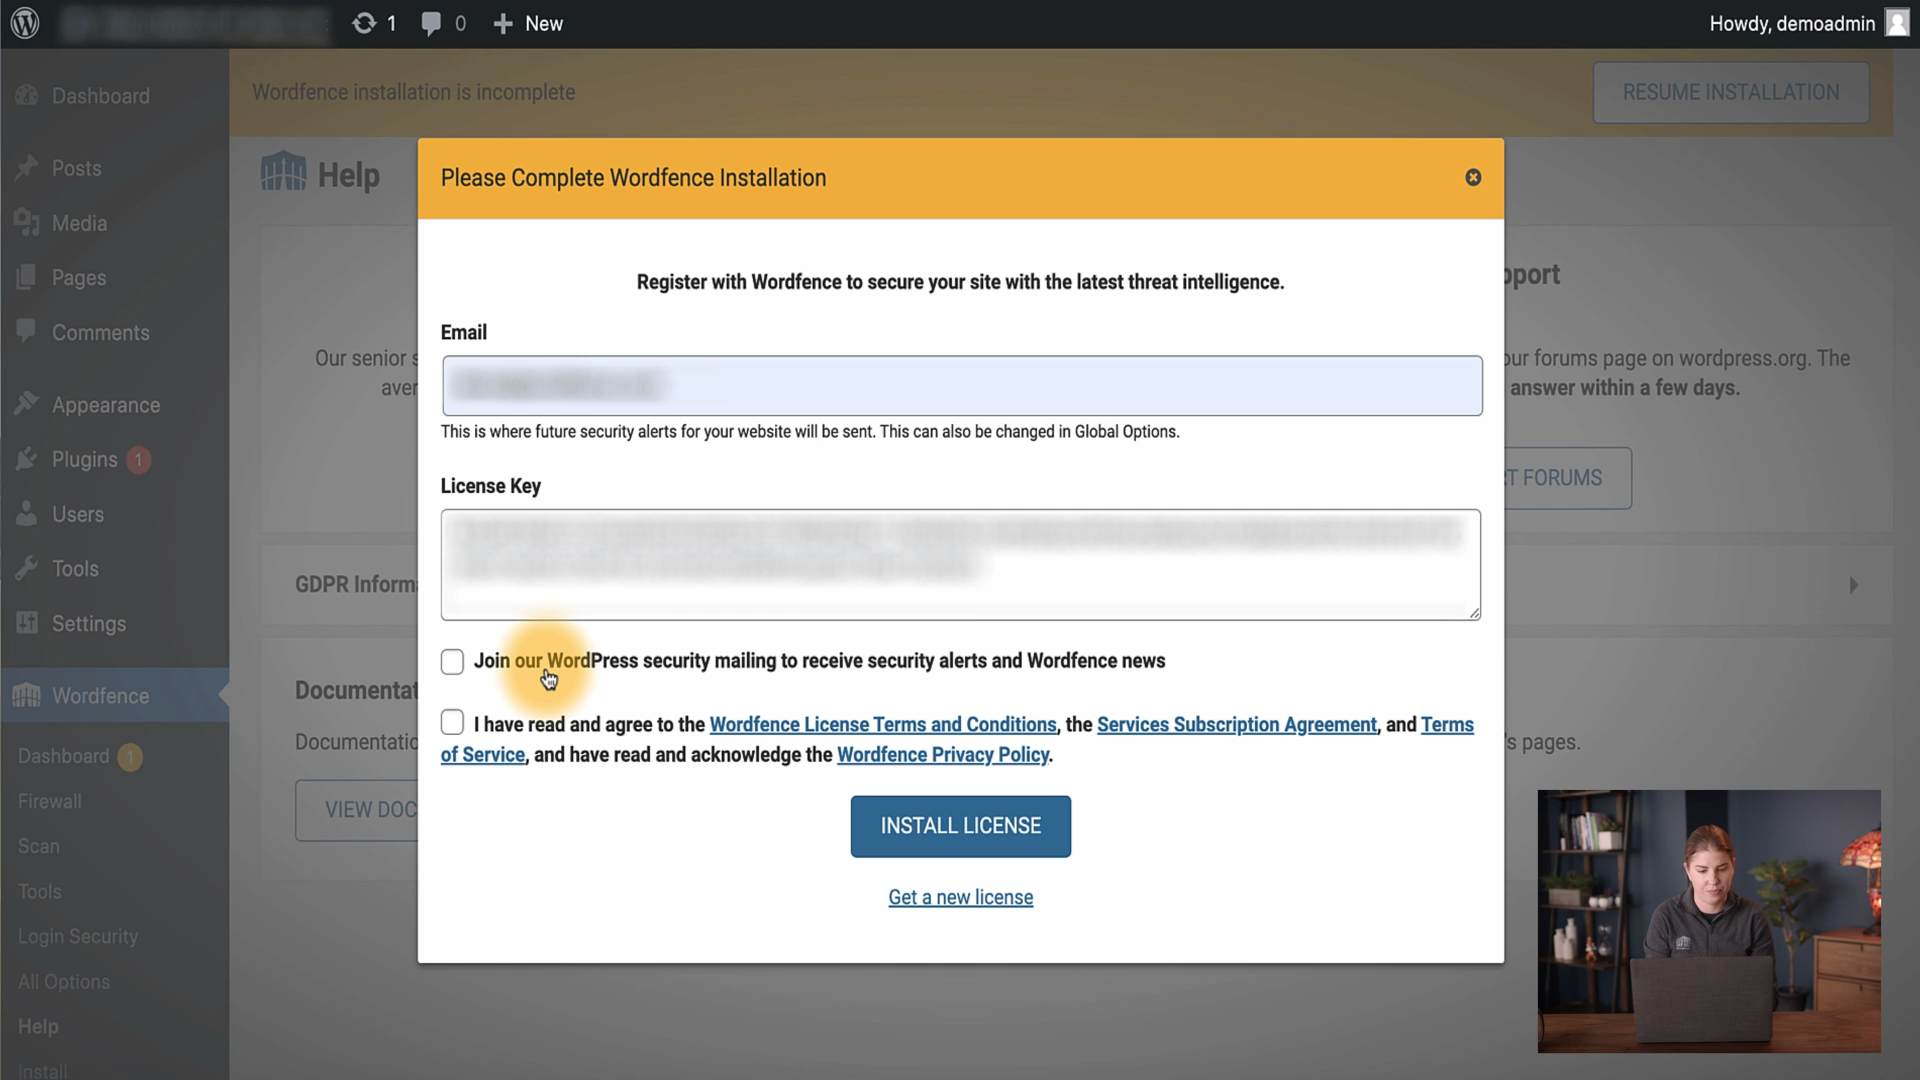 1 0 New
Howdy, demoadmin
Dashboard
Posts
Media
Pages
Comments
Appearance
Plugins 1
Users
Tools
Settings
Wordfence
Dashboard 1
Firewall
Scan
Tools
Login Security
All Options
Help
Install
Wordfence installation is incomplete
RESUME INSTALLATION
Help
Please Complete Wordfence Installation
Register with Wordfence to secure your site with the latest threat intelligence.
Email
This is where future security alerts for your website will be sent. This can also be changed in Global Options.
License Key
Join our WordPress security mailing to receive security alerts and Wordfence news
I have read and agree to the Wordfence License Terms and Conditions, the Services Subscription Agreement, and Terms
of Service, and have read and acknowledge the Wordfence Privacy Policy.
INSTALL LICENSE
Get a new license
Our senior
GDPR Inform
Documentat
Documentatio
VIEW DOC
pport
our forums page on wordpress.org. The
answer within a few days.
RT FORUMS
's pages.